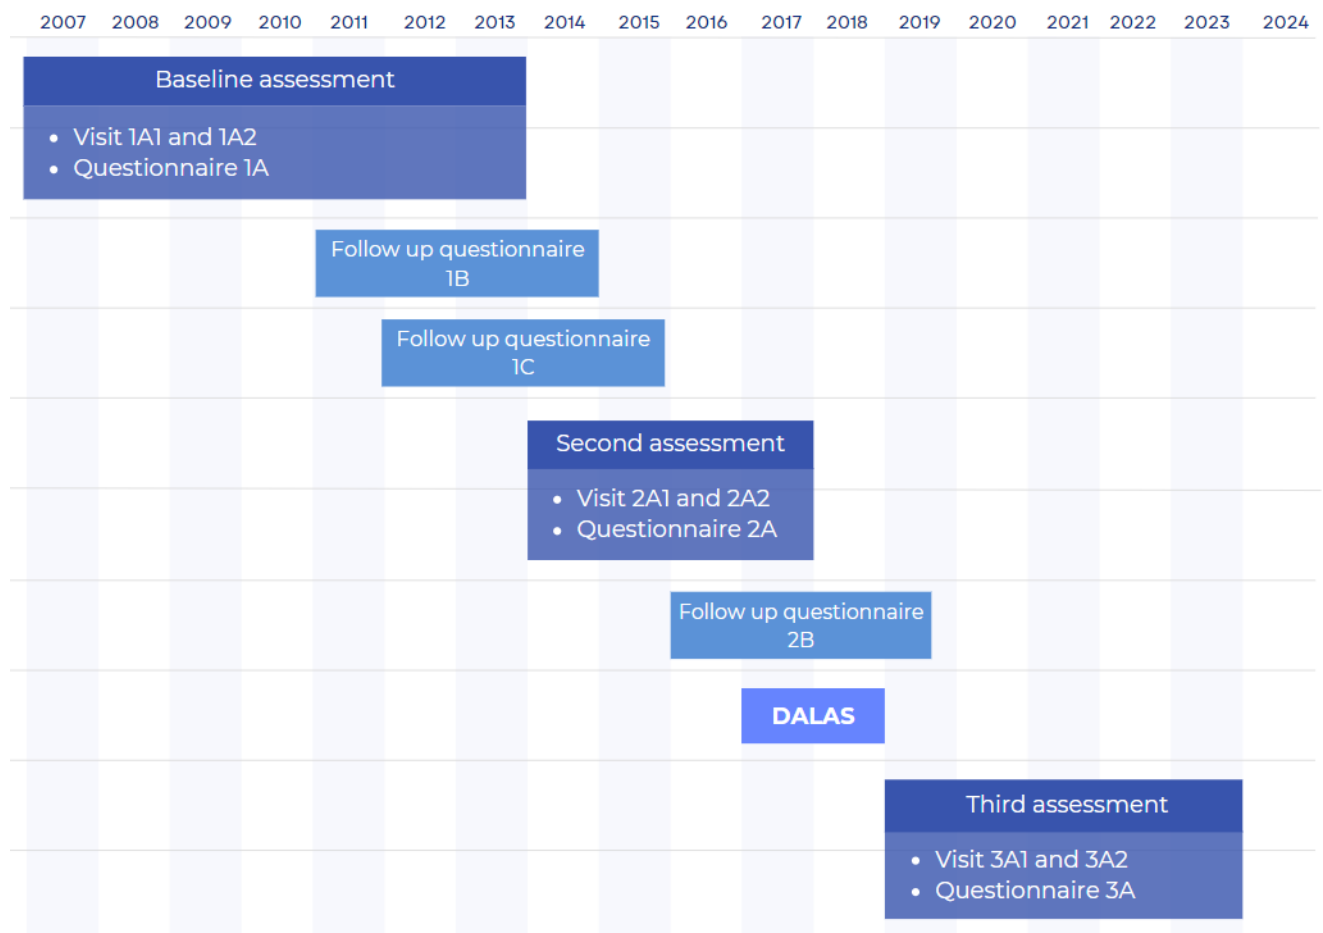 2007 2008 2009 2010 2011 2012 2013 2014 2015 2016 2017 2018 2019 2020 2021 2022 2023 2024
Baseline assessment
• Visit 1A1 and 1A2
• Questionnaire 1A
Follow up questionnaire
1B
Follow up questionnaire
1C
Second assessment
• Visit 2A1 and 2A2
• Questionnaire 2A
Follow up questionnaire
2B
DALAS
Third assessment
• Visit 3A1 and 3A2
• Questionnaire 3A